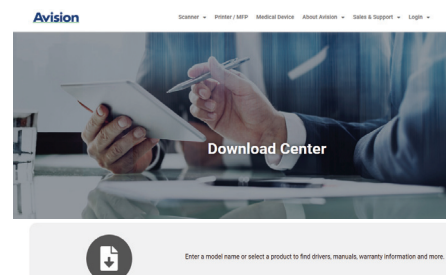 Avision
Scanner Printer / MFP Medical Device About Avision Sales & Support Login
Download Center
Enter a model name or select a product to find drivers, manuals, warranty information and more